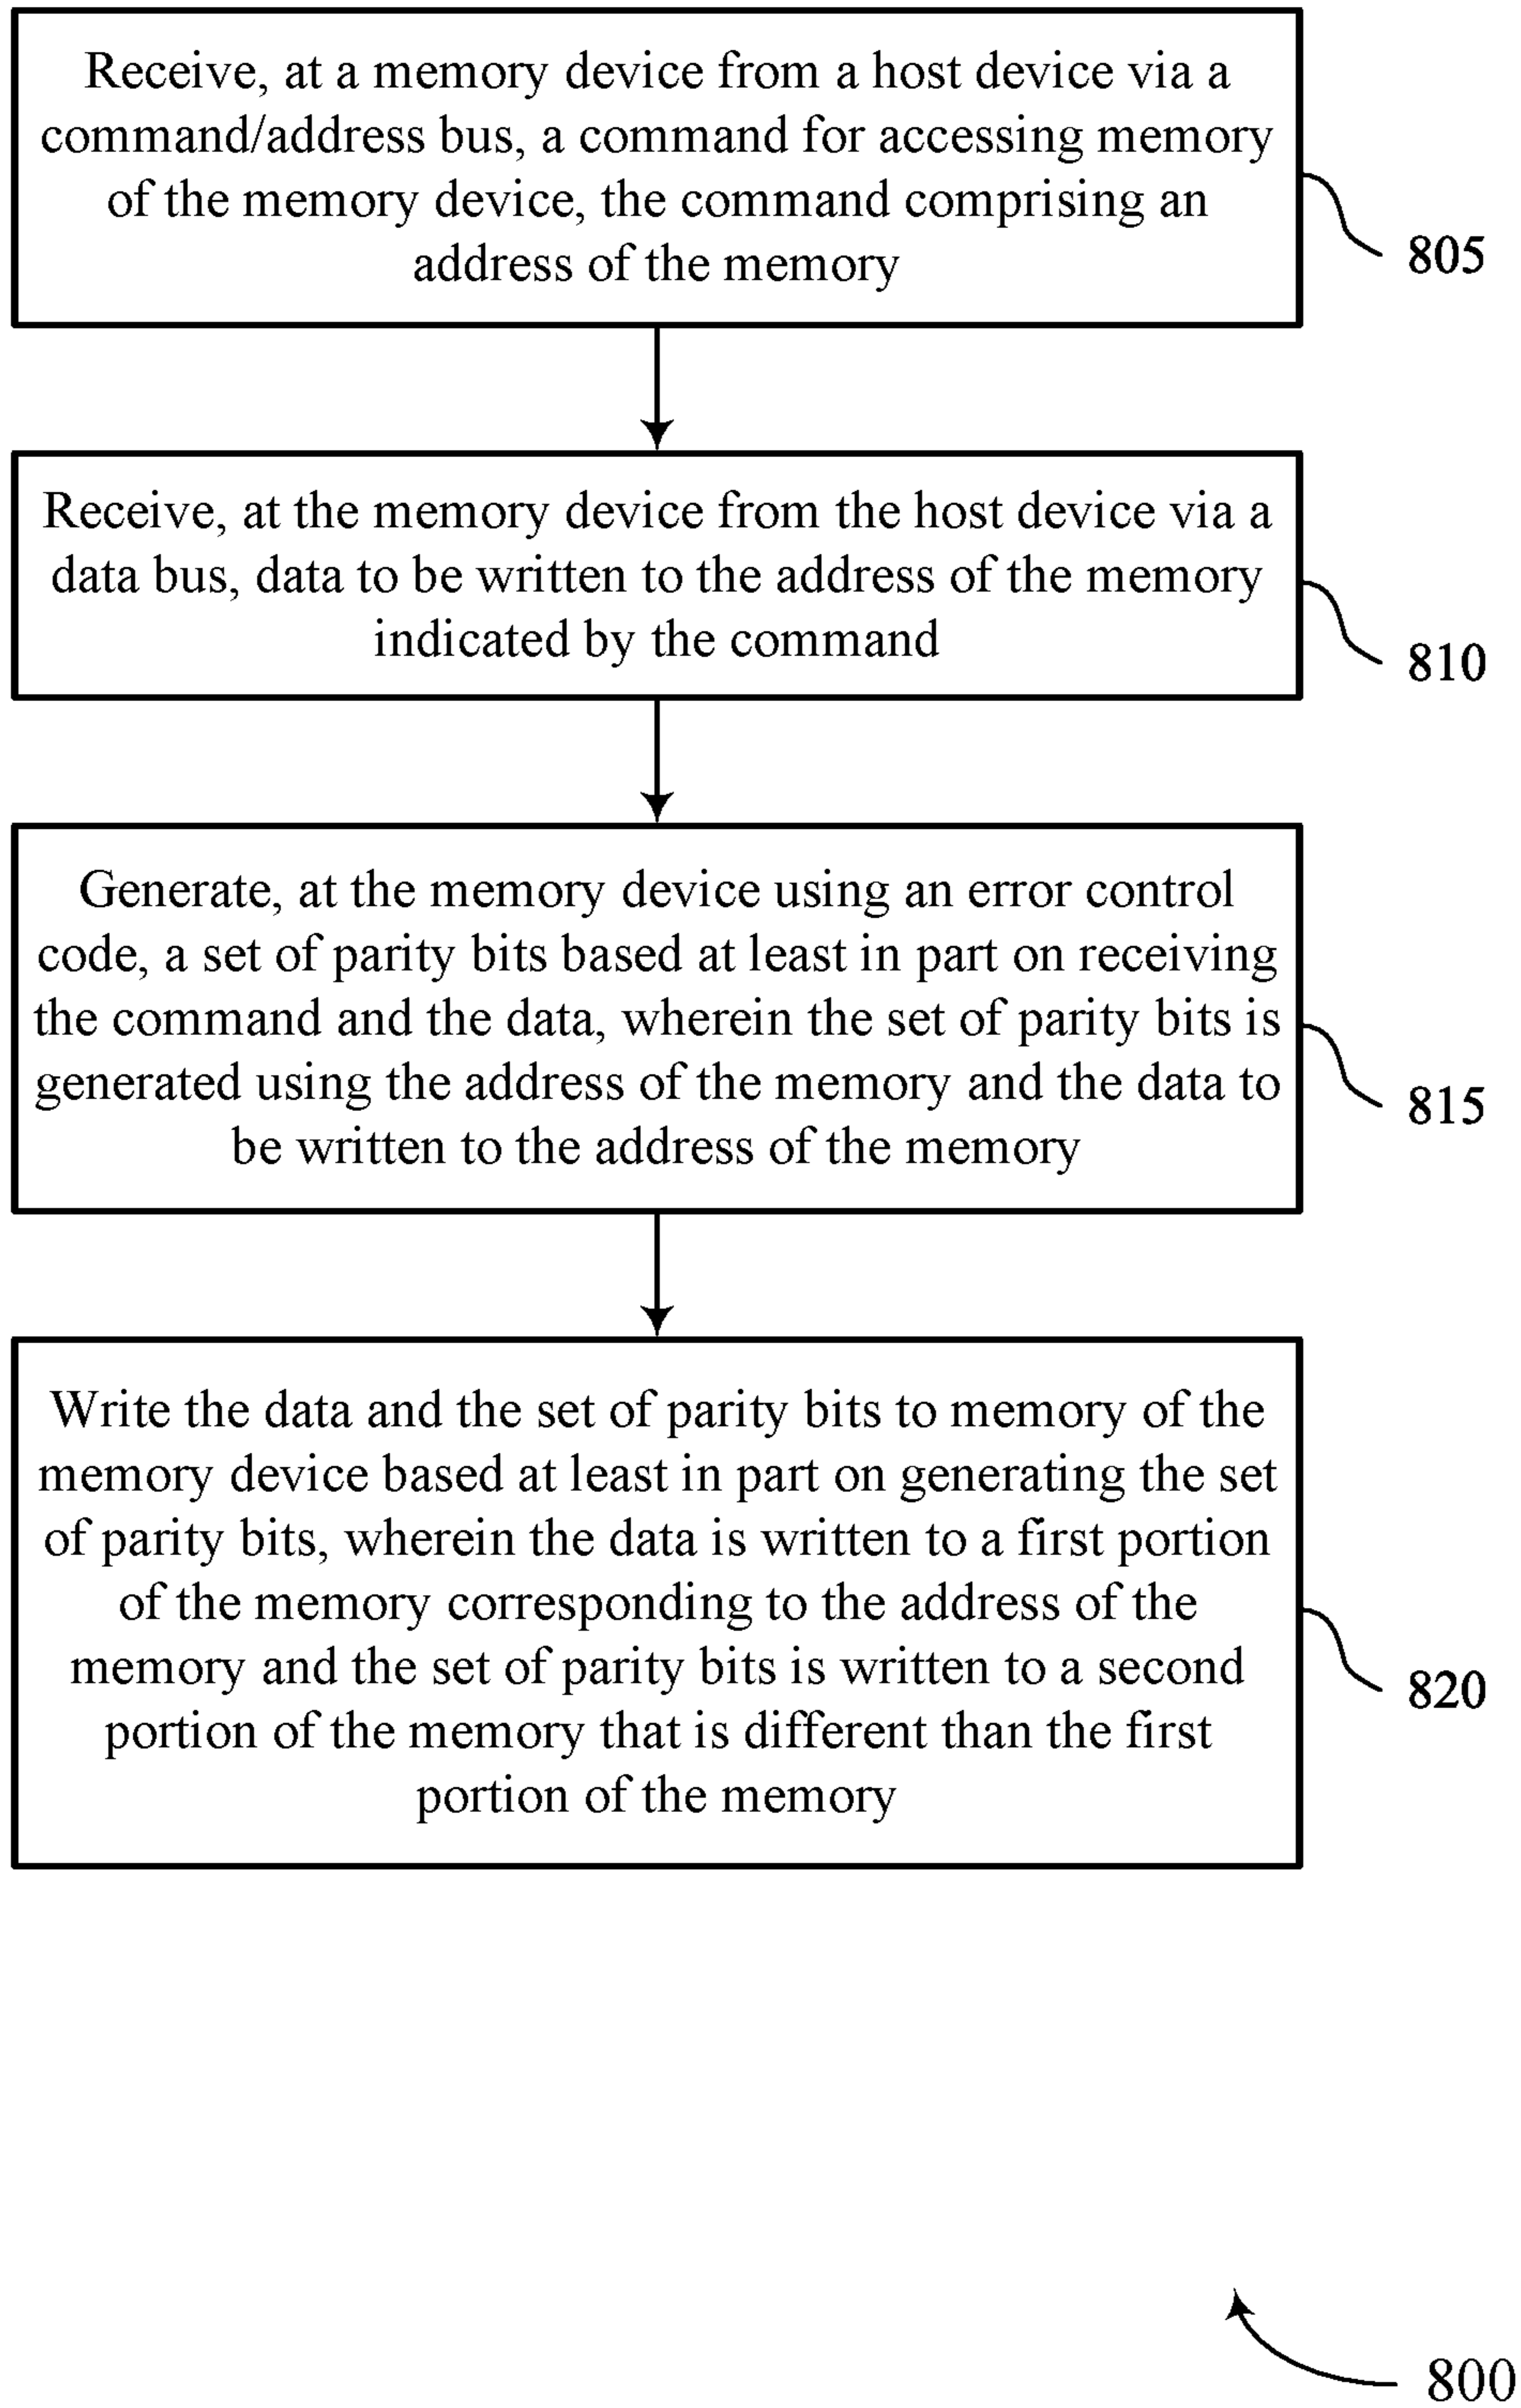 Receive, at a memory device from a host device via a
command/address bus, a command for accessing memory
of the memory device, the command comprising an
address of the memory
805
Receive, at the memory device from the host device via a
data bus, data to be written to the address of the memory
indicated by the command
810
Generate, at the memory device using an error control
code, a set of parity bits based at least in part on receiving
the command and the data, wherein the set of parity bits is
generated using the address of the memory and the data to
be written to the address of the memory
815
Write the data and the set of parity bits to memory of the
memory device based at least in part on generating the set
of parity bits, wherein the data is written to a first portion
of the memory corresponding to the address of the
memory and the set of parity bits is written to a second
portion of the memory that is different than the first
portion of the memory
820
800